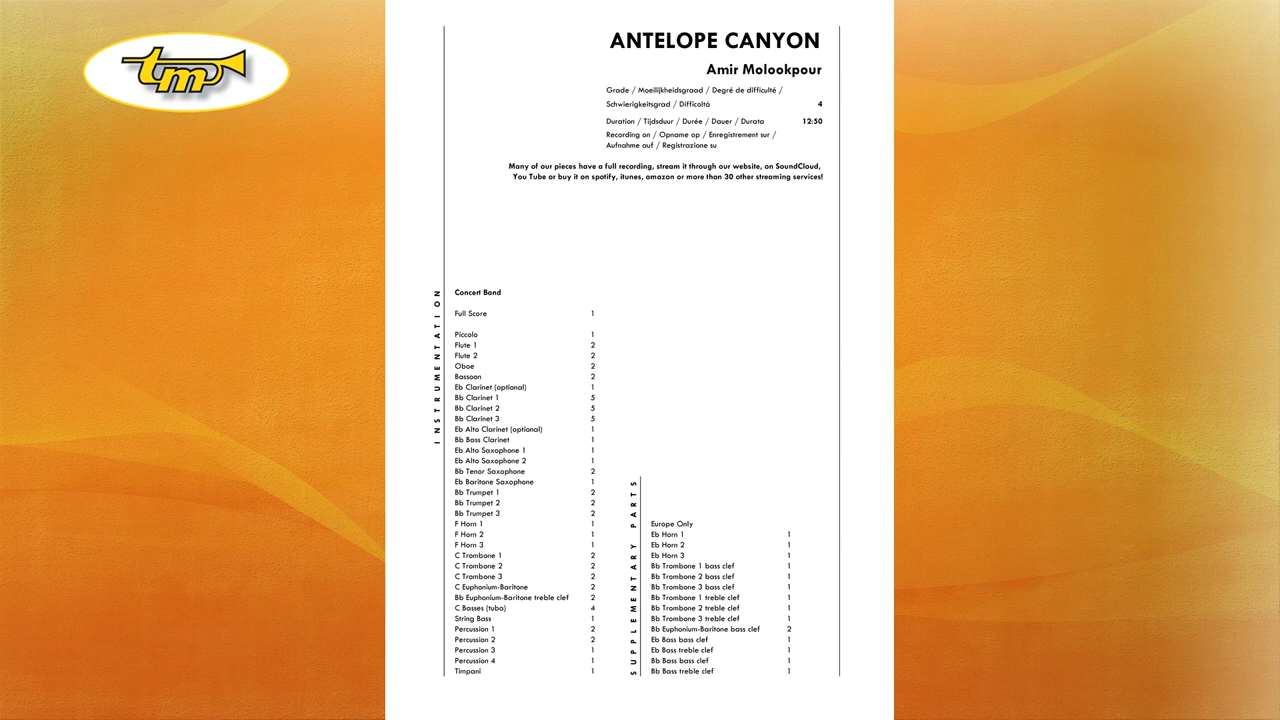 tm
ANTELOPE CANYON
Amir Molookpour
Grade / Moeilijkheidsgraad / Degré de difficulté /
Schwierigkeitsgrad / Difficoltà 4
Duration / Tijdsduur / Durée / Dauer / Durata 12:50
Recording on / Opname op / Enregistrement sur /
Aufnahme auf / Registrazione su
Many of our pieces have a full recording, stream it through our website, on SoundCloud,
You Tube or buy it on spotify, itunes, amazon or more than 30 other streaming services!
INSTRUMENTATION
Concert Band
Full Score 1
Piccolo 1
Flute 1 2
Flute 2 2
Oboe 2
Bassoon 2
Eb Clarinet (optional) 1
Bb Clarinet 1 5
Bb Clarinet 2 5
Bb Clarinet 3 5
Eb Alto Clarinet (optional) 1
Bb Bass Clarinet 1
Eb Alto Saxophone 1 1
Eb Alto Saxophone 2 1
Bb Tenor Saxophone 2
Eb Baritone Saxophone 1
Bb Trumpet 1 2
Bb Trumpet 2 2
Bb Trumpet 3 2
F Horn 1 1
F Horn 2 1
F Horn 3 1
C Trombone 1 2
C Trombone 2 2
C Trombone 3 2
C Euphonium-Baritone 2
Bb Euphonium-Baritone treble clef 2
C Basses (tuba) 4
String Bass 1
Percussion 1 2
Percussion 2 2
Percussion 3 1
Percussion 4 1
Timpani 1
SUPPLEMENTARY PARTS
Europe Only
Eb Horn 1 1
Eb Horn 2 1
Eb Horn 3 1
Bb Trombone 1 bass clef 1
Bb Trombone 2 bass clef 1
Bb Trombone 3 bass clef 1
Bb Trombone 1 treble clef 1
Bb Trombone 2 treble clef 1
Bb Trombone 3 treble clef 1
Bb Euphonium-Baritone bass clef 2
Eb Bass bass clef 1
Eb Bass treble clef 1
Bb Bass bass clef 1
Bb Bass treble clef 1